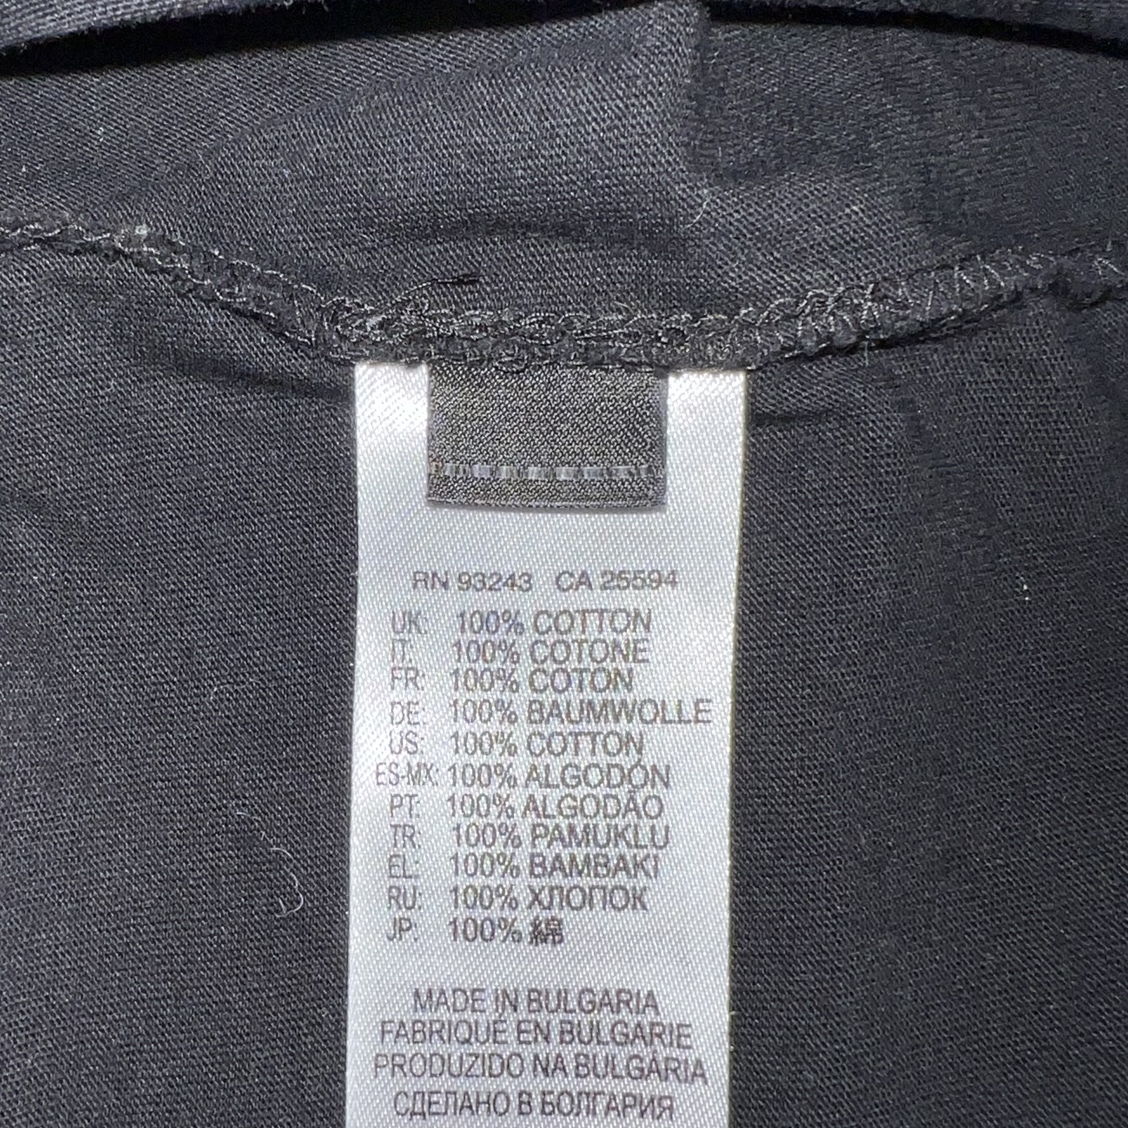 RN 93243 CA 25594
UK: 100% COTTON
IT: 100% COTONE
FR: 100% COTON
DE: 100% BAUMWOLLE
US: 100% COTTON
ES-MX: 100% ALGODÓN
PT: 100% ALGODÃO
TR: 100% PAMUKLU
EL: 100% BAMBAKI
RU: 100% ХЛОПОК
JP: 100% 綿
MADE IN BULGARIA
FABRIQUÉ EN BULGARIE
PRODUZIDO NA BULGÁRIA
СДЕЛАНО В БОЛГАРИЯ